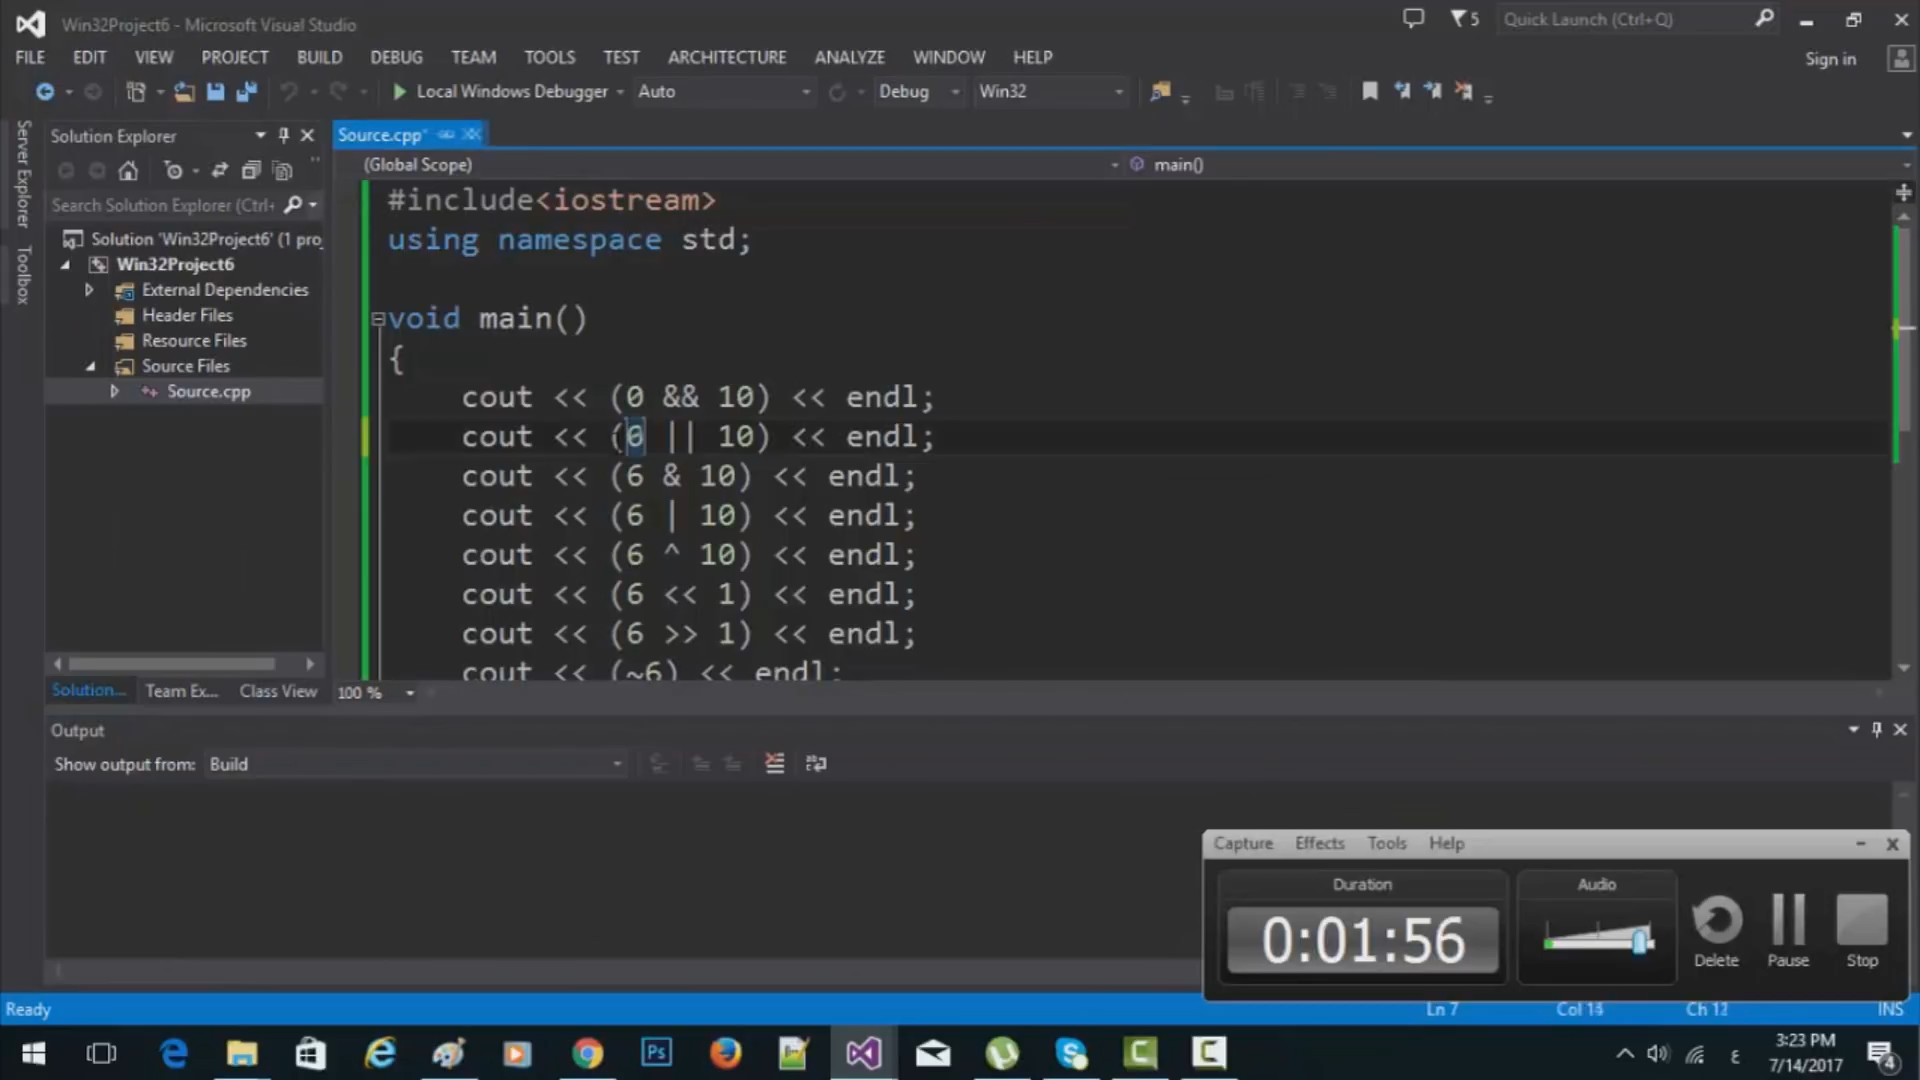 Win32Project6 - Microsoft Visual Studio
5
Quick Launch (Ctrl+Q)
FILE EDIT VIEW PROJECT BUILD DEBUG TEAM TOOLS TEST ARCHITECTURE ANALYZE WINDOW HELP
Sign in
Local Windows Debugger Auto Debug Win32
Server Explorer
Toolbox
Solution Explorer
Search Solution Explorer (Ctrl+
Solution 'Win32Project6' (1 pro
Win32Project6
External Dependencies
Header Files
Resource Files
Source Files
Source.cpp
Solution... Team Ex... Class View
Source.cpp*
(Global Scope) main()
#include<iostream>
using namespace std;
void main()
{
cout << (0 && 10) << endl;
cout << (0 || 10) << endl;
cout << (6 & 10) << endl;
cout << (6 | 10) << endl;
cout << (6 ^ 10) << endl;
cout << (6 << 1) << endl;
cout << (6 >> 1) << endl;
cout << (~6) << endl;
100 %
Output
Show output from: Build
Capture Effects Tools Help
Duration Audio
0:01:56
Delete Pause Stop
Ready Ln 7 INS
Ps
ع
3:23 PM
7/14/2017
4